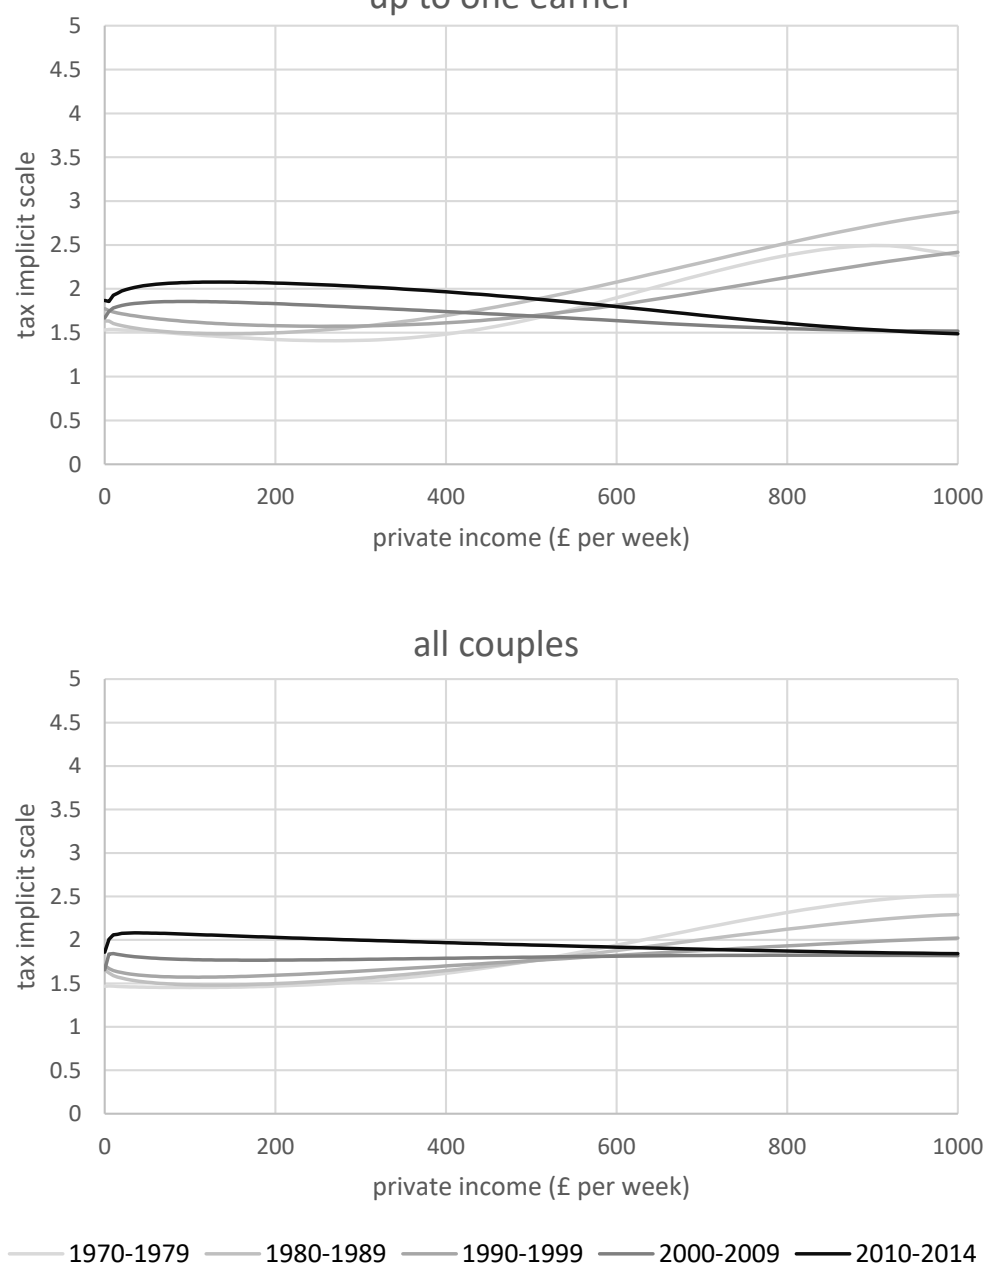 up to one earner
5
4.5
4
3.5
3
2.5
2
1.5
1
0.5
0
tax implicit scale
0 200 400 600 800 1000
private income (£ per week)
all couples
5
4.5
4
3.5
3
2.5
2
1.5
1
0.5
0
tax implicit scale
0 200 400 600 800 1000
private income (£ per week)
1970-1979 1980-1989 1990-1999 2000-2009 2010-2014